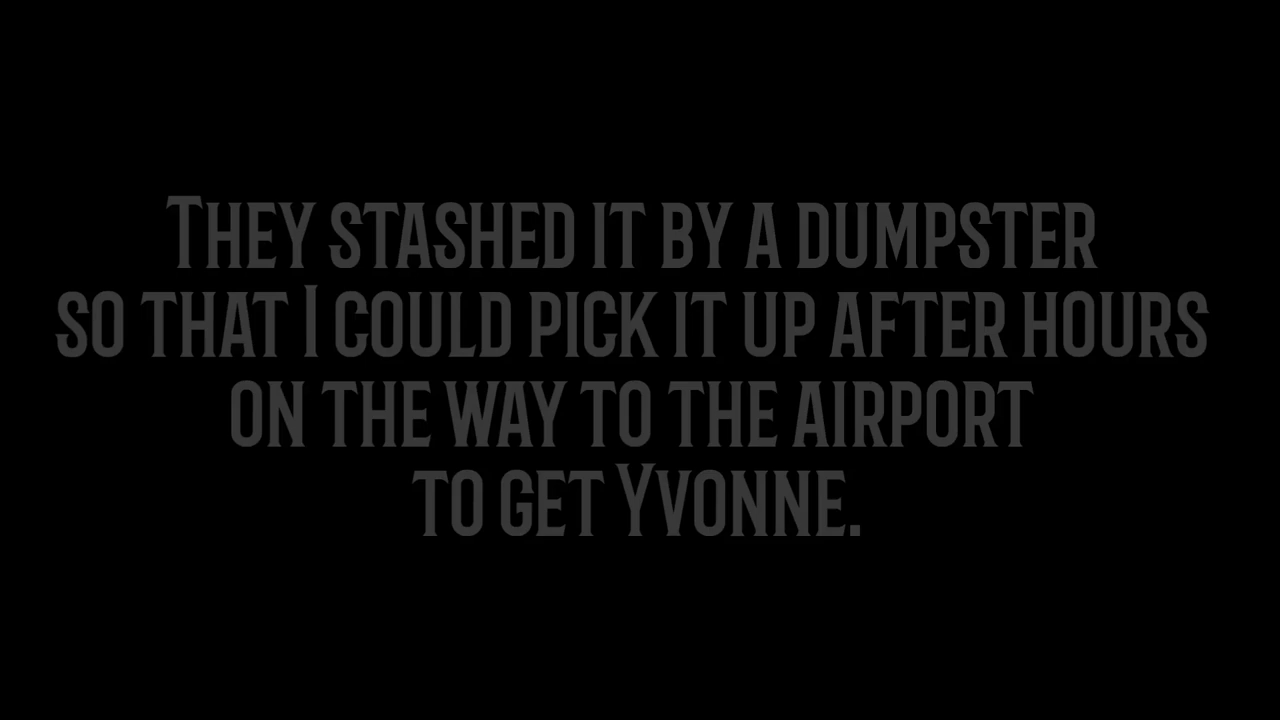 They stashed it by a dumpster
so that I could pick it up after hours
on the way to the airport
to get Yvonne.